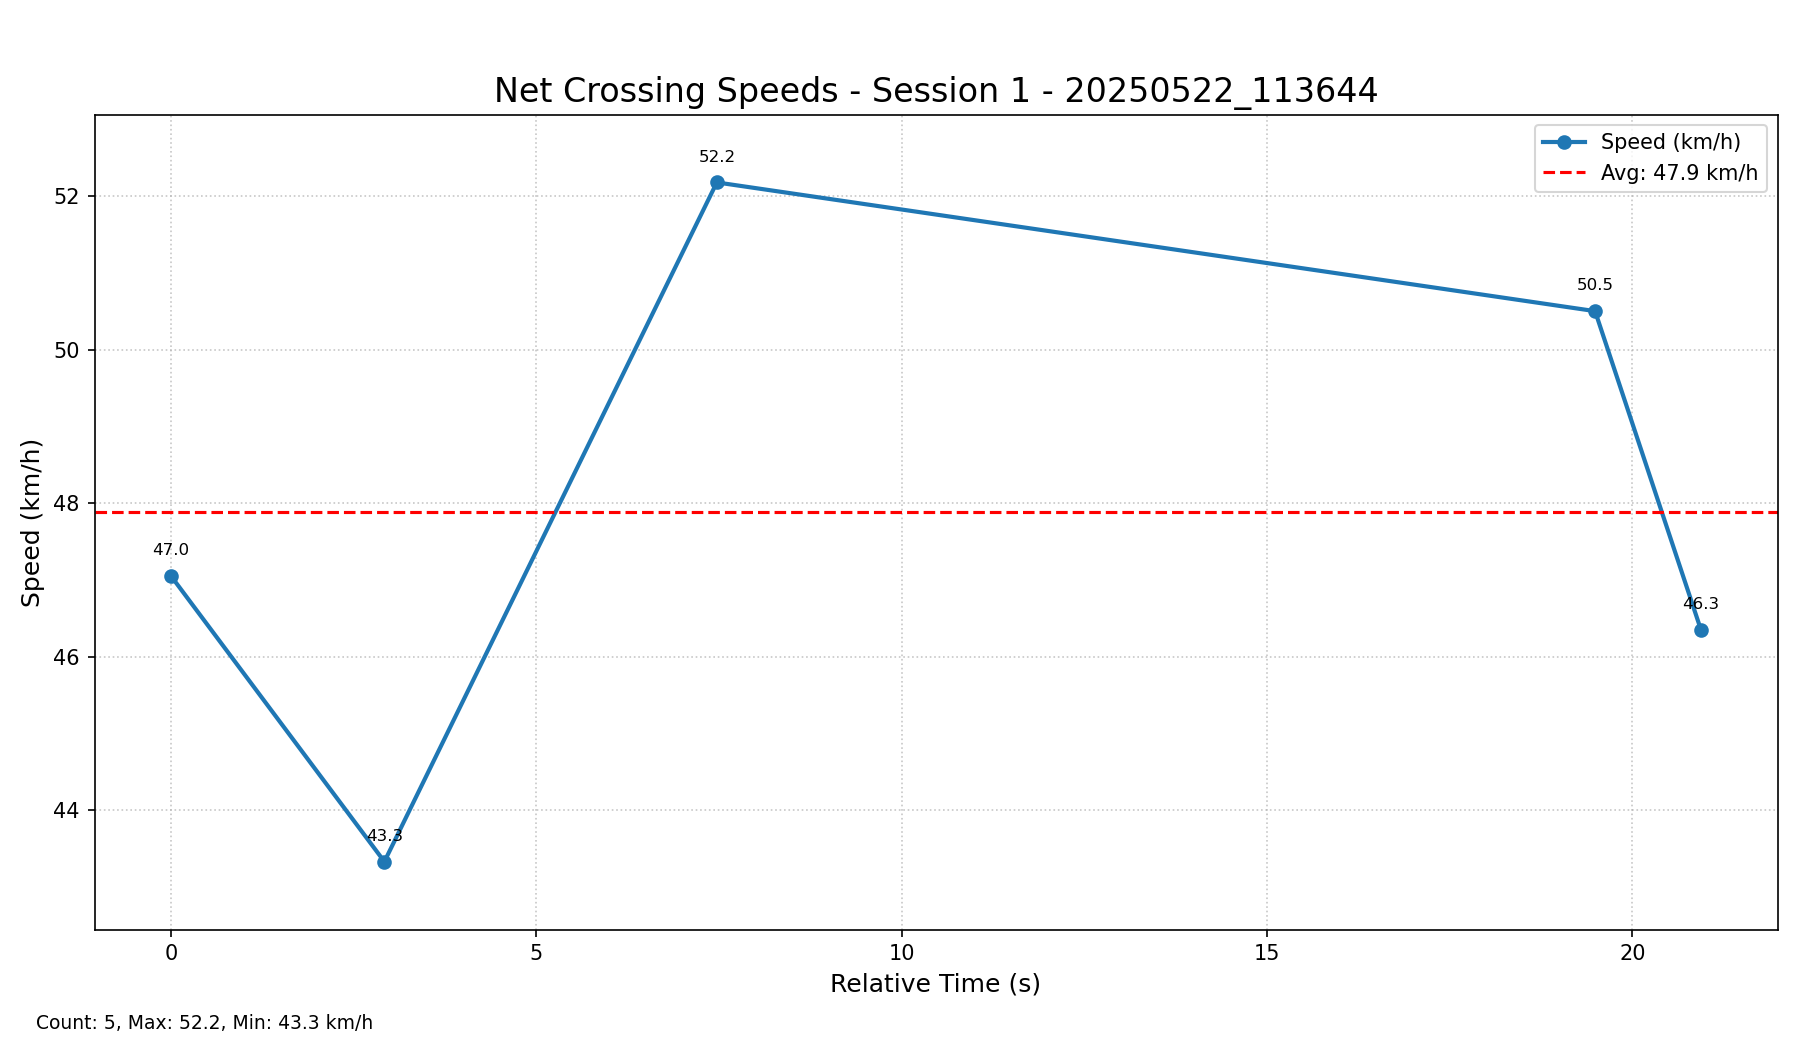 Net Crossing Speeds - Session 1 - 20250522_113644
Speed (km/h)
Avg: 47.9 km/h
52.2
50.5
47.0
46.3
43.3
52
50
48
46
44
Speed (km/h)
0 5 10 15 20
Relative Time (s)
Count: 5, Max: 52.2, Min: 43.3 km/h